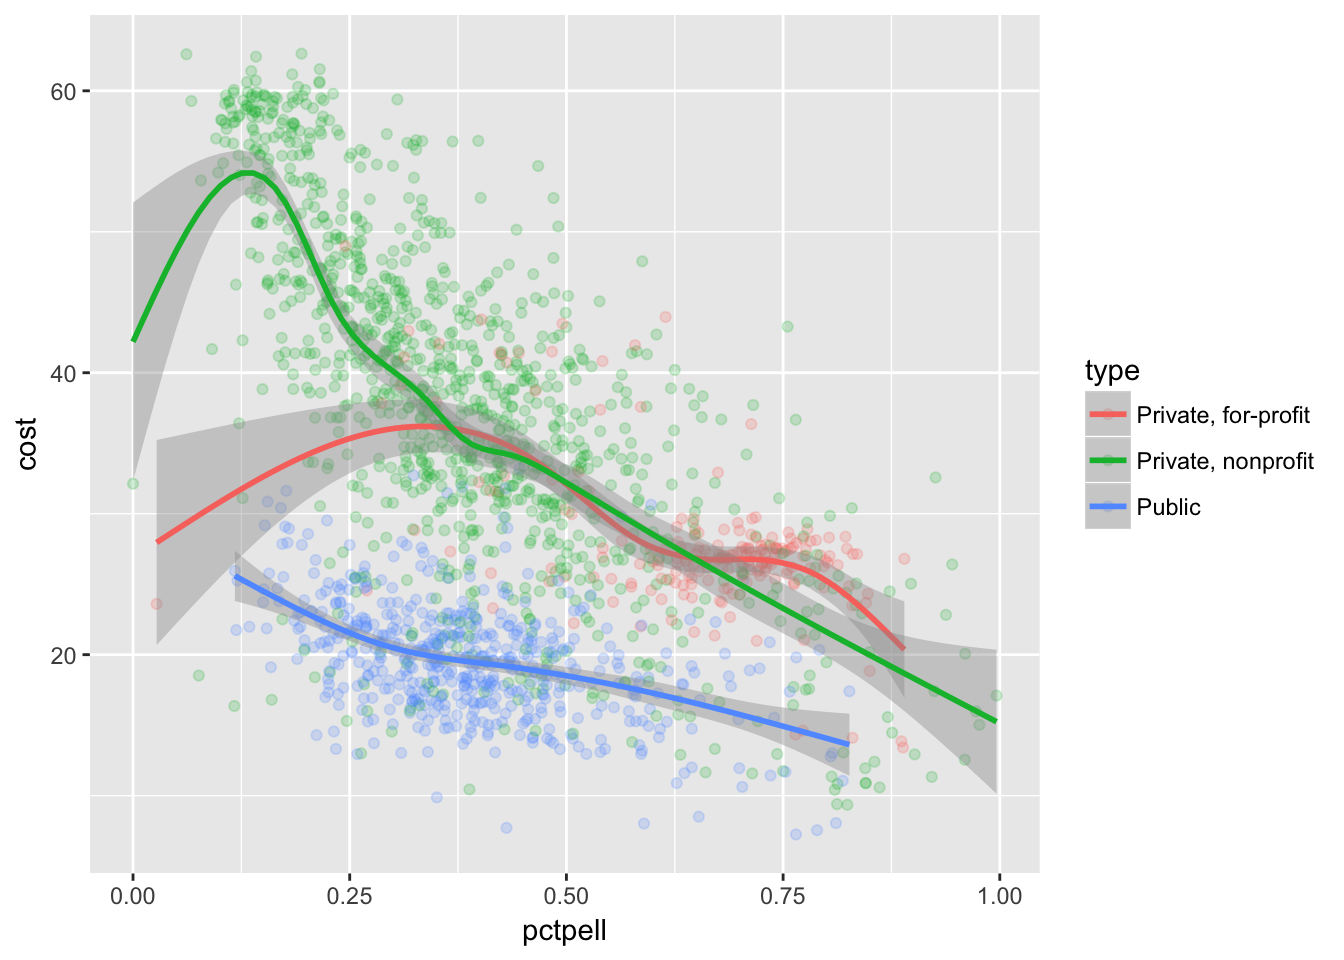 60
40
20
cost
0.00 0.25 0.50 0.75 1.00
pctpell
type
Private, for-profit
Private, nonprofit
Public